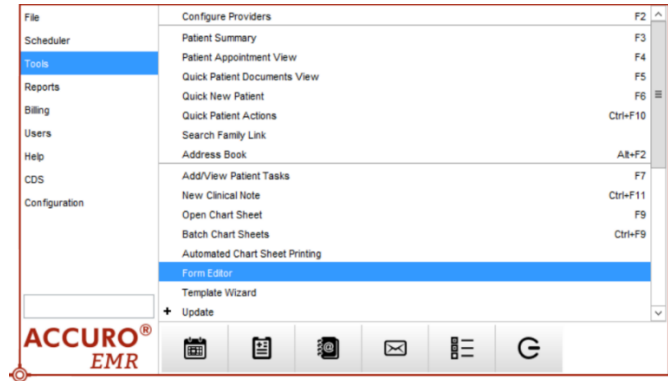 File
Scheduler
Tools
Reports
Billing
Users
Help
CDS
Configuration
Configure Providers F2
Patient Summary F3
Patient Appointment View F4
Quick Patient Documents View F5
Quick New Patient F6
Quick Patient Actions Ctrl+F10
Search Family Link
Address Book Alt+F2
Add/View Patient Tasks F7
New Clinical Note Ctrl+F11
Open Chart Sheet F9
Batch Chart Sheets Ctrl+F9
Automated Chart Sheet Printing
Form Editor
Template Wizard
+ Update
ACCURO®
EMR